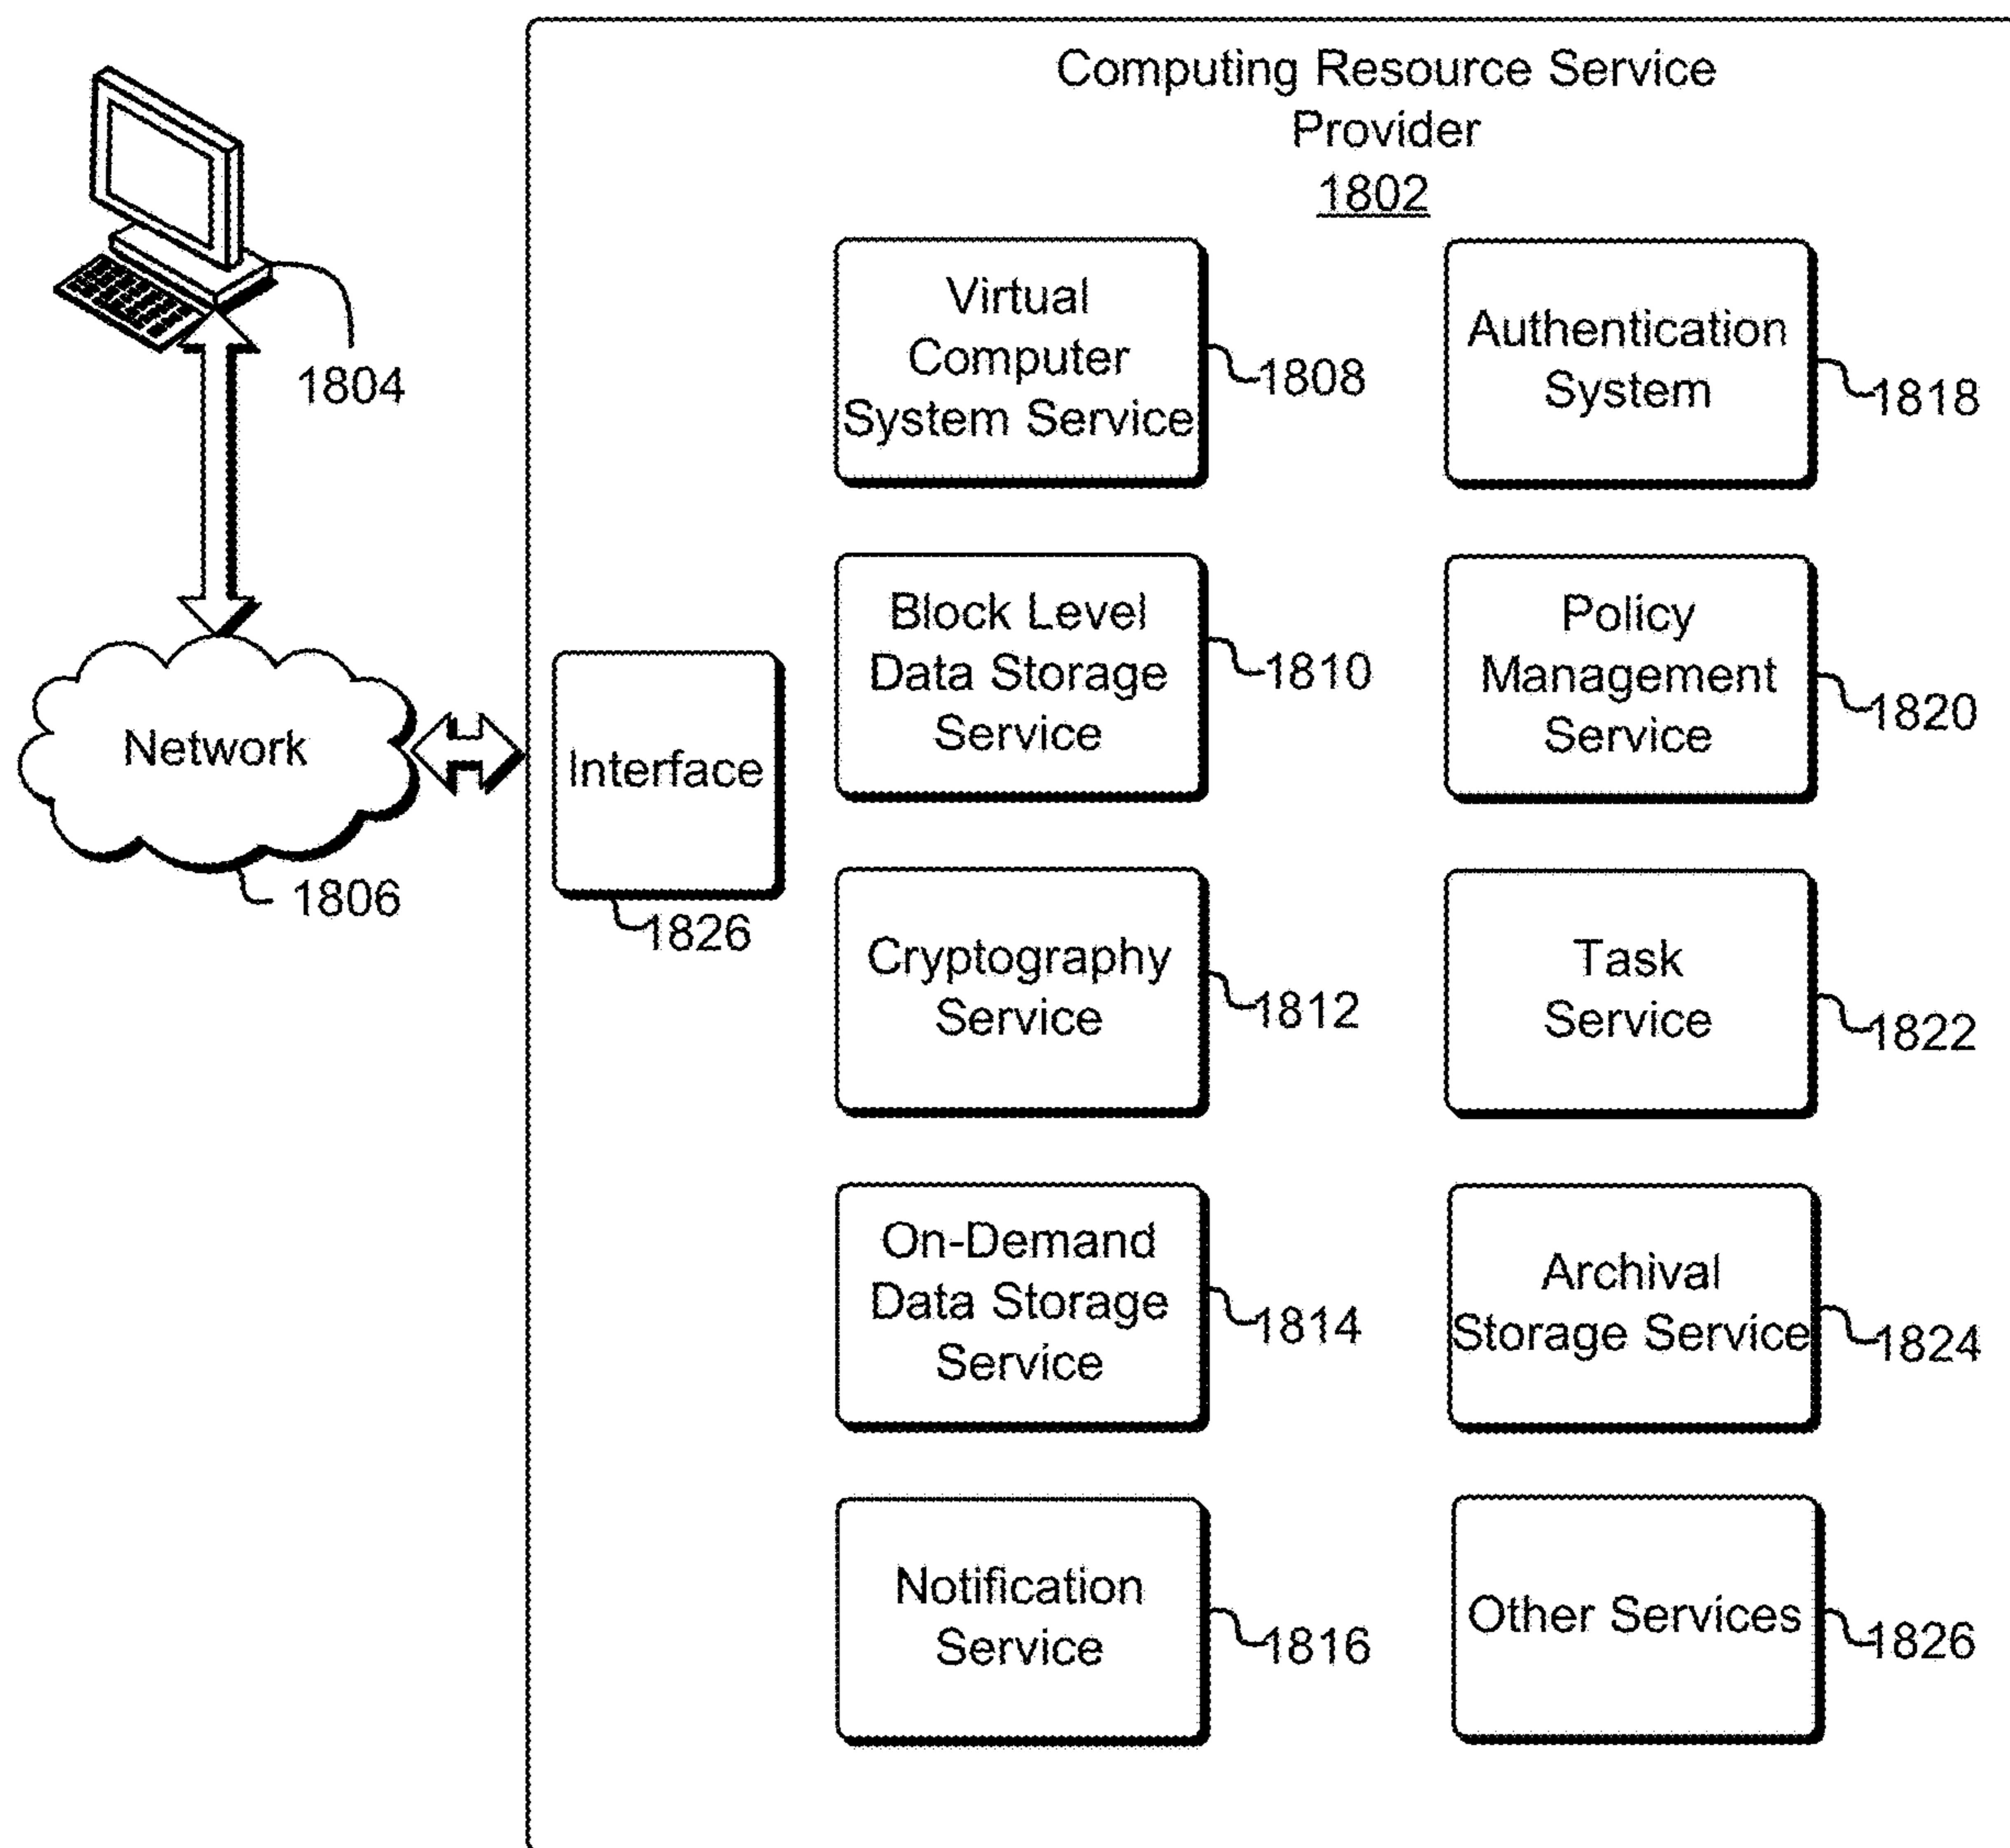 Computing Resource Service
Provider
1802
1804
Network
1806
Interface
1826
Virtual
Computer
System Service
1808
Authentication
System
1818
Block Level
Data Storage
Service
1810
Policy
Management
Service
1820
Cryptography
Service
1812
Task
Service
1822
On-Demand
Data Storage
Service
1814
Archival
Storage Service
1824
Notification
Service
1816
Other Services
1826